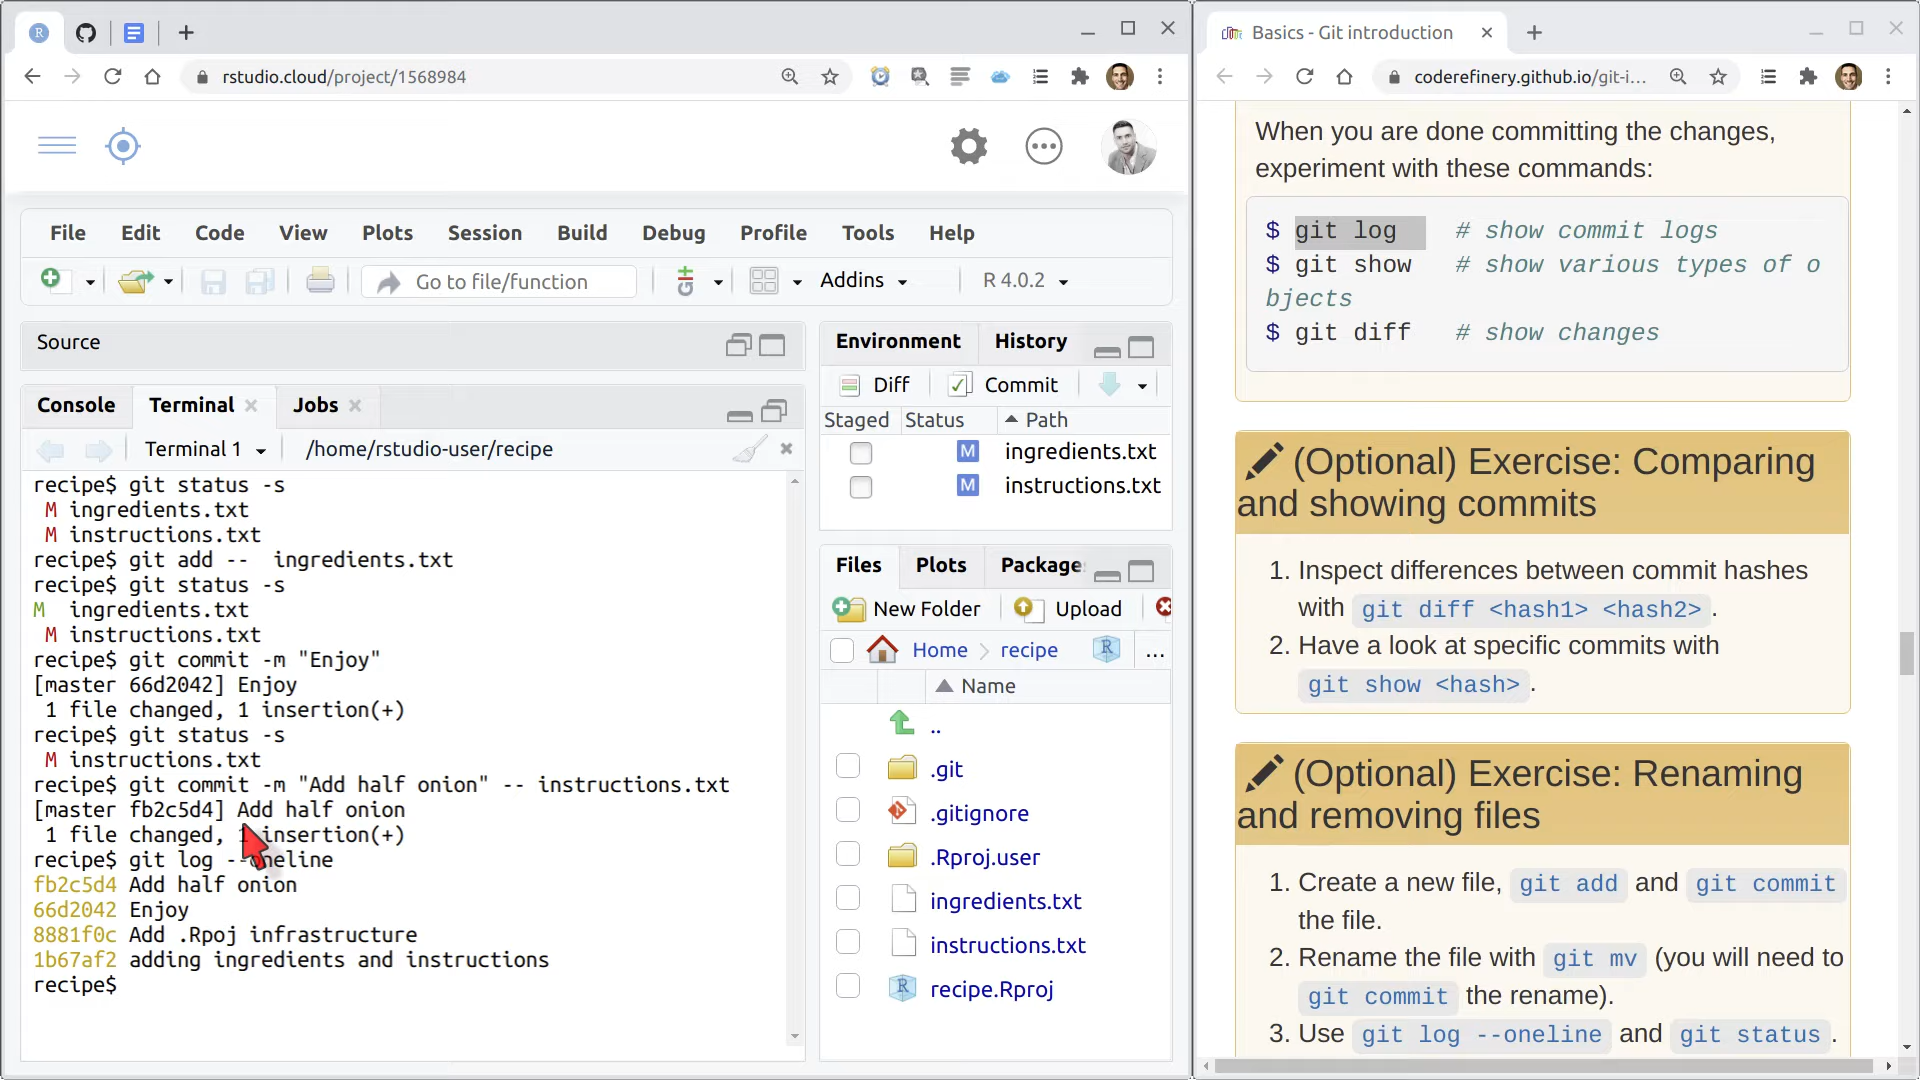 rstudio.cloud/project/1568984
File Edit Code View Plots Session Build Debug Profile Tools Help
Go to file/function
Addins
R 4.0.2
Source
Console Terminal Jobs
Terminal 1 /home/rstudio-user/recipe
recipe$ git status -s
M ingredients.txt
M instructions.txt
recipe$ git add --  ingredients.txt
recipe$ git status -s
M  ingredients.txt
M instructions.txt
recipe$ git commit -m "Enjoy"
[master 66d2042] Enjoy
1 file changed, 1 insertion(+)
recipe$ git status -s
M instructions.txt
recipe$ git commit -m "Add half onion" -- instructions.txt
[master fb2c5d4] Add half onion
1 file changed, 1 insertion(+)
recipe$ git log --oneline
fb2c5d4 Add half onion
66d2042 Enjoy
8881f0c Add .Rpoj infrastructure
1b67af2 adding ingredients and instructions
recipe$
Environment History
Diff Commit
Staged Status Path
M ingredients.txt
M instructions.txt
Files Plots Package
New Folder Upload
Home recipe ...
Name
..
.git
.gitignore
.Rproj.user
ingredients.txt
instructions.txt
recipe.Rproj
Basics - Git introduction
coderefinery.github.io/git-i...
When you are done committing the changes,
experiment with these commands:
$ git log # show commit logs
$ git show # show various types of o
bjects
$ git diff # show changes
(Optional) Exercise: Comparing
and showing commits
1. Inspect differences between commit hashes
with git diff <hash1> <hash2>.
2. Have a look at specific commits with
git show <hash>.
(Optional) Exercise: Renaming
and removing files
1. Create a new file, git add and git commit
the file.
2. Rename the file with git mv (you will need to
git commit the rename).
3. Use git log --oneline and git status.